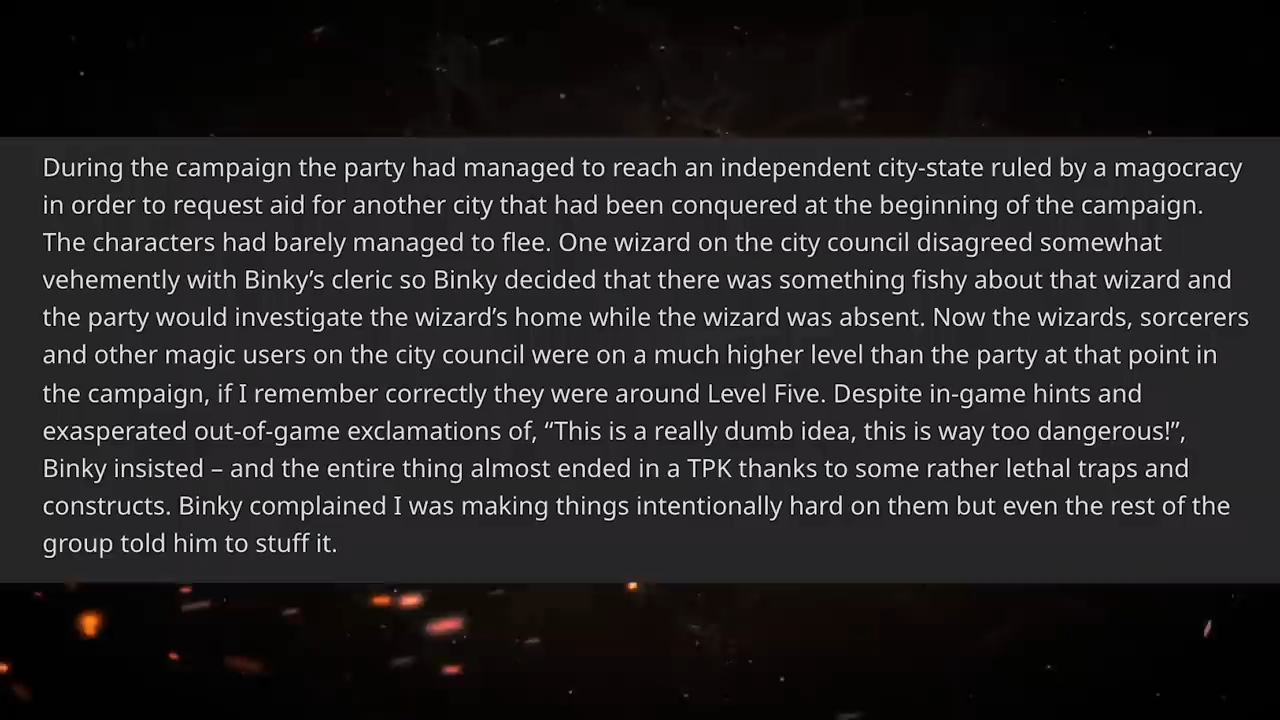 During the campaign the party had managed to reach an independent city-state ruled by a magocracy
in order to request aid for another city that had been conquered at the beginning of the campaign.
The characters had barely managed to flee. One wizard on the city council disagreed somewhat
vehemently with Binky’s cleric so Binky decided that there was something fishy about that wizard and
the party would investigate the wizard’s home while the wizard was absent. Now the wizards, sorcerers
and other magic users on the city council were on a much higher level than the party at that point in
the campaign, if I remember correctly they were around Level Five. Despite in-game hints and
exasperated out-of-game exclamations of, “This is a really dumb idea, this is way too dangerous!”,
Binky insisted – and the entire thing almost ended in a TPK thanks to some rather lethal traps and
constructs. Binky complained I was making things intentionally hard on them but even the rest of the
group told him to stuff it.